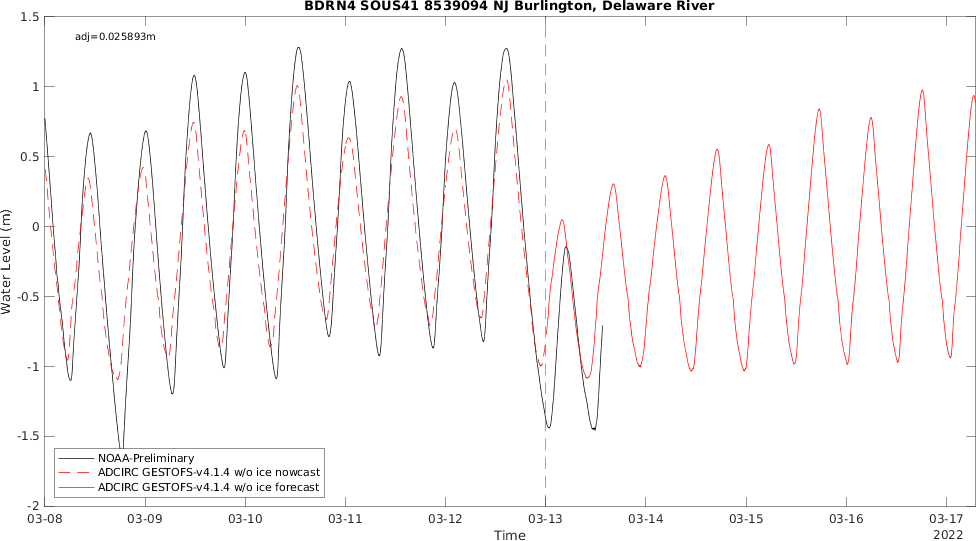 BDRN4 SOUS41 8539094 NJ Burlington, Delaware River
adj=0.025893m
1.5
1
0.5
0
-0.5
-1
-1.5
-2
Water Level (m)
NOAA-Preliminary
ADCIRC GESTOFS-v4.1.4 w/o ice nowcast
ADCIRC GESTOFS-v4.1.4 w/o ice forecast
03-08 03-09 03-10 03-11 03-12 03-13 03-14 03-15 03-16 03-17
Time
2022